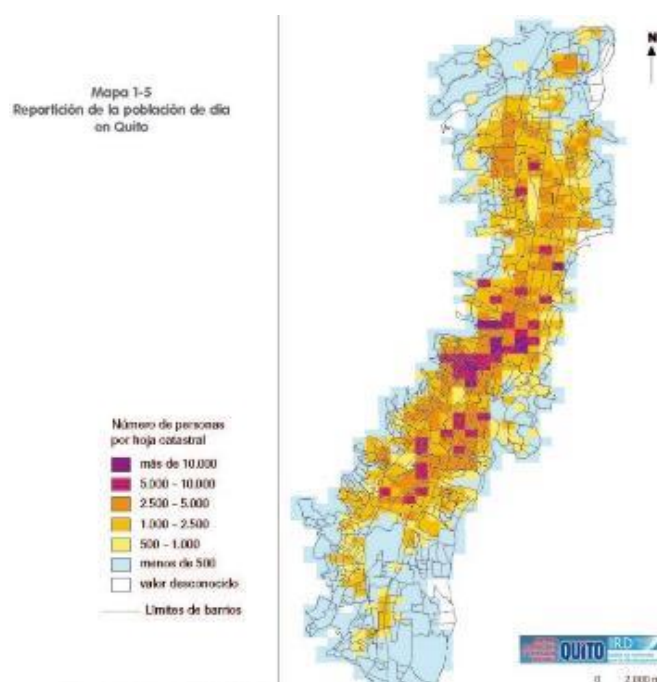 Mapa 1-5
Repartición de la población de día
en Quito
N
Número de personas
por hoja catastral
más de 10.000
5.000 - 10.000
2.500 - 5.000
1.000 - 2.500
500 - 1.000
menos de 500
valor desconocido
Límites de barrios
QUITO
IRD
0 2.000 m